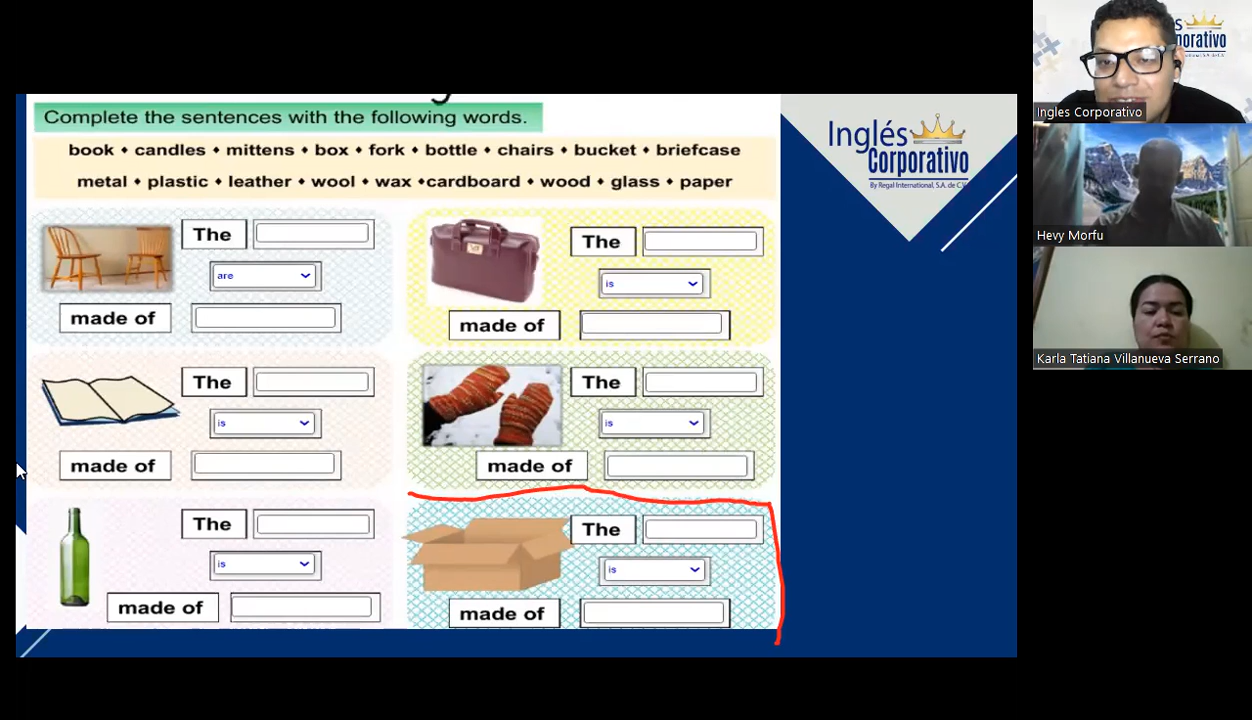 Complete the sentences with the following words.
book • candles • mittens • box • fork • bottle • chairs • bucket • briefcase
metal • plastic • leather • wool • wax •cardboard • wood • glass • paper
The
are
made of
The
is
made of
The
is
made of
The
is
made of
The
is
made of
The
is
made of
Inglés
Corporativo
By Regal International, S.A. de C.V.
Ingles Corporativo
Hevy Morfu
Karla Tatiana Villanueva Serrano